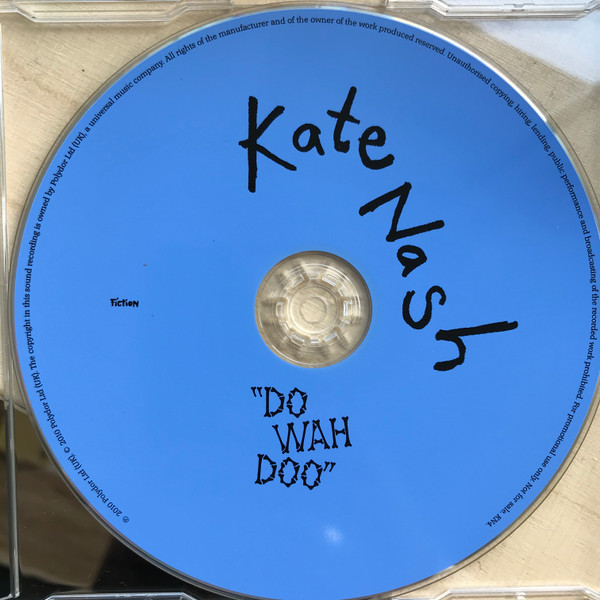 Kate Nash
Fiction
"DO
WAH
DOO"
℗ 2010 Polydor Ltd (UK). © 2010 Polydor Ltd (UK). The copyright in this sound recording is owned by Polydor Ltd (UK), a universal music company. All rights of the manufacturer and of the owner of the work produced reserved. Unauthorised copying, hiring, lending, public performance and broadcasting of the recorded work prohibited. For promotional use only. Not for sale. KN4.